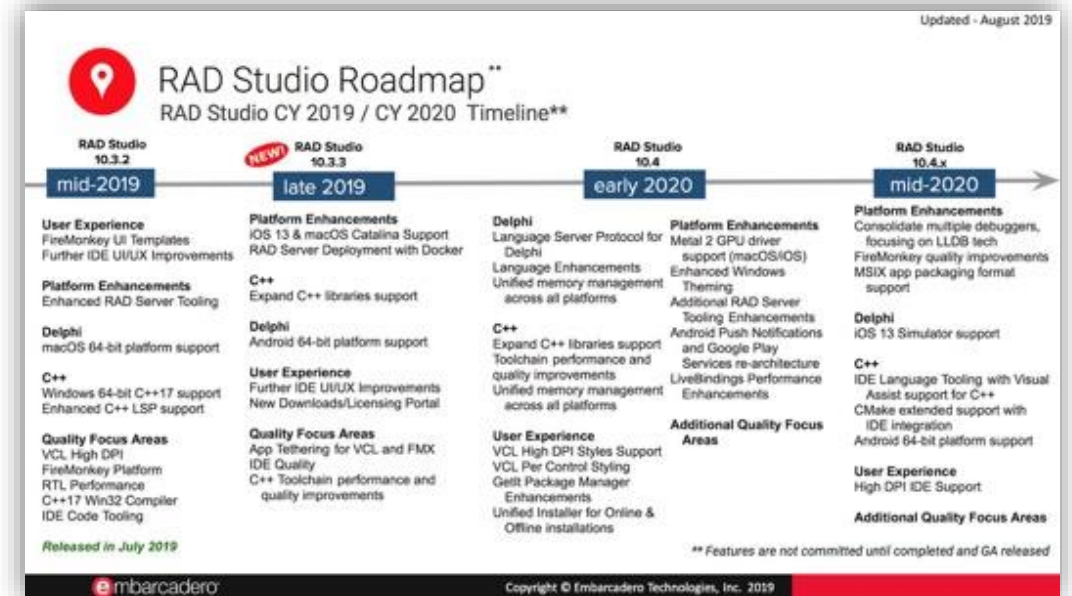 Updated - August 2019
RAD Studio Roadmap**
RAD Studio CY 2019 / CY 2020 Timeline**
RAD Studio
10.3.2
mid-2019
User Experience
FireMonkey UI Templates
Further IDE UI/UX Improvements
Platform Enhancements
Enhanced RAD Server Tooling
Delphi
macOS 64-bit platform support
C++
Windows 64-bit C++17 support
Enhanced C++ LSP support
Quality Focus Areas
VCL High DPI
FireMonkey Platform
RTL Performance
C++17 Win32 Compiler
IDE Code Tooling
Released in July 2019
NEW!
RAD Studio
10.3.3
late 2019
Platform Enhancements
iOS 13 & macOS Catalina Support
RAD Server Deployment with Docker
C++
Expand C++ libraries support
Delphi
Android 64-bit platform support
User Experience
Further IDE UI/UX Improvements
New Downloads/Licensing Portal
Quality Focus Areas
App Tethering for VCL and FMX
IDE Quality
C++ Toolchain performance and
quality improvements
RAD Studio
10.4
early 2020
Delphi
Language Server Protocol for
Delphi
Language Enhancements
Unified memory management
across all platforms
C++
Expand C++ libraries support
Toolchain performance and
quality improvements
Unified memory management
across all platforms
User Experience
VCL High DPI Styles Support
VCL Per Control Styling
GetIt Package Manager
Enhancements
Unified Installer for Online &
Offline installations
Platform Enhancements
Metal 2 GPU driver
support (macOS/iOS)
Enhanced Windows
Theming
Additional RAD Server
Tooling Enhancements
Android Push Notifications
and Google Play
Services re-architecture
LiveBindings Performance
Enhancements
Additional Quality Focus
Areas
RAD Studio
10.4.x
mid-2020
Platform Enhancements
Consolidate multiple debuggers,
focusing on LLDB tech
FireMonkey quality improvements
MSIX app packaging format
support
Delphi
iOS 13 Simulator support
C++
IDE Language Tooling with Visual
Assist support for C++
CMake extended support with
IDE integration
Android 64-bit platform support
User Experience
High DPI IDE Support
Additional Quality Focus Areas
** Features are not committed until completed and GA released
embarcadero
Copyright © Embarcadero Technologies, Inc. 2019